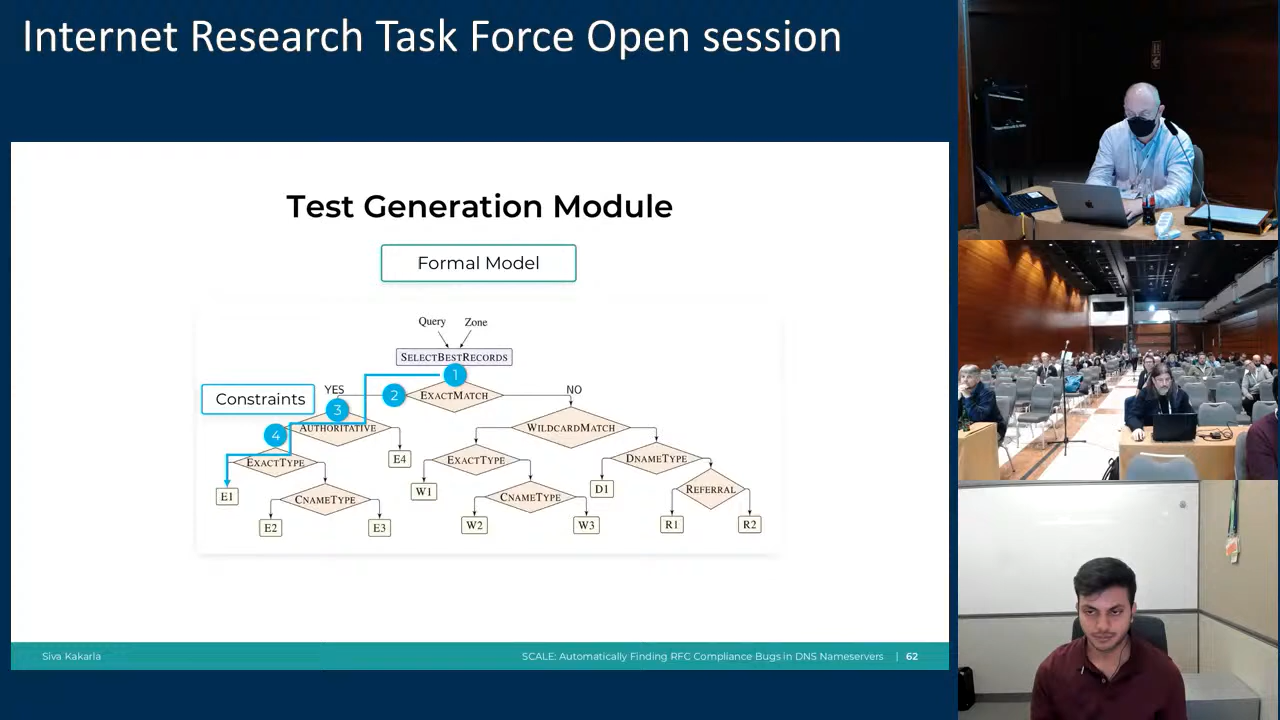 Internet Research Task Force Open session
Test Generation Module
Formal Model
Query Zone
SELECTBESTRECORDS
1
YES
2
EXACTMATCH
NO
Constraints
3
AUTHORITATIVE
WILDCARDMATCH
4
EXACTTYPE
E4
EXACTTYPE
DNAMETYPE
E1
CNAMETYPE
W1
CNAMETYPE
D1
REFERRAL
E2
E3
W2
W3
R1
R2
Siva Kakarla
SCALE: Automatically Finding RFC Compliance Bugs in DNS Nameservers | 62